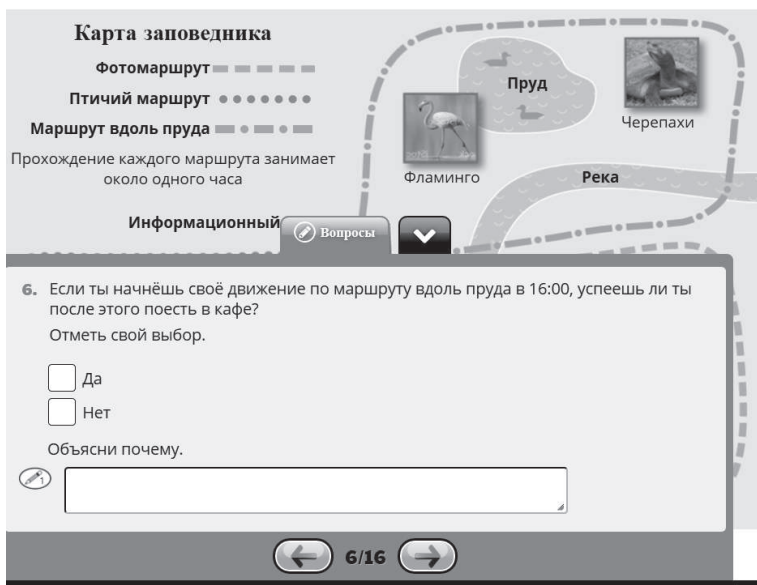 Карта заповедника
Фотомаршрут
Птичий маршрут
Маршрут вдоль пруда
Прохождение каждого маршрута занимает
около одного часа
Информационный
Пруд
Черепахи
Фламинго
Река
Вопросы
6. Если ты начнёшь своё движение по маршруту вдоль пруда в 16:00, успеешь ли ты
после этого поесть в кафе?
Отметь свой выбор.
Да
Нет
Объясни почему.
1
6/16